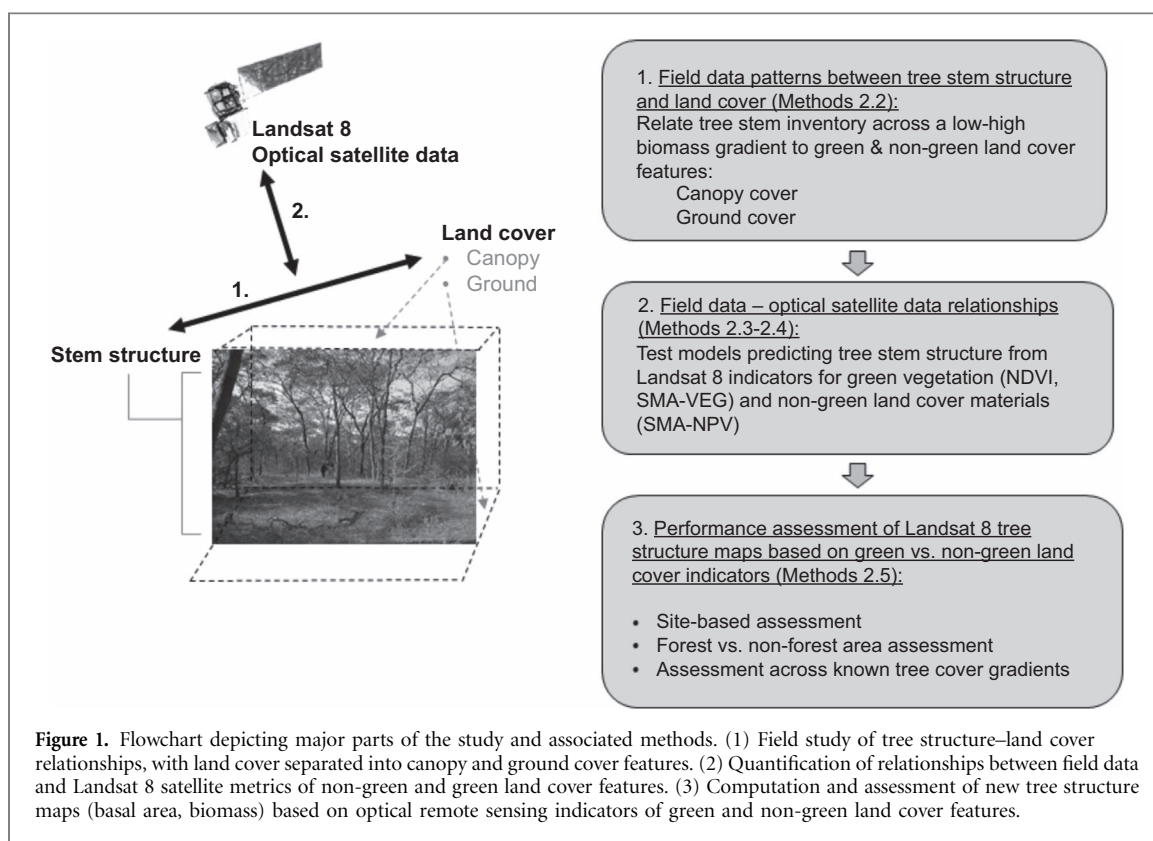 Landsat 8
Optical satellite data
2.
Land cover
• Canopy
• Ground
1.
Stem structure
1. Field data patterns between tree stem structure
and land cover (Methods 2.2):
Relate tree stem inventory across a low-high
biomass gradient to green & non-green land cover
features:
Canopy cover
Ground cover
2. Field data – optical satellite data relationships
(Methods 2.3-2.4):
Test models predicting tree stem structure from
Landsat 8 indicators for green vegetation (NDVI,
SMA-VEG) and non-green land cover materials
(SMA-NPV)
3. Performance assessment of Landsat 8 tree
structure maps based on green vs. non-green land
cover indicators (Methods 2.5):
• Site-based assessment
• Forest vs. non-forest area assessment
• Assessment across known tree cover gradients
Figure 1. Flowchart depicting major parts of the study and associated methods. (1) Field study of tree structure–land cover
relationships, with land cover separated into canopy and ground cover features. (2) Quantification of relationships between field data
and Landsat 8 satellite metrics of non-green and green land cover features. (3) Computation and assessment of new tree structure
maps (basal area, biomass) based on optical remote sensing indicators of green and non-green land cover features.